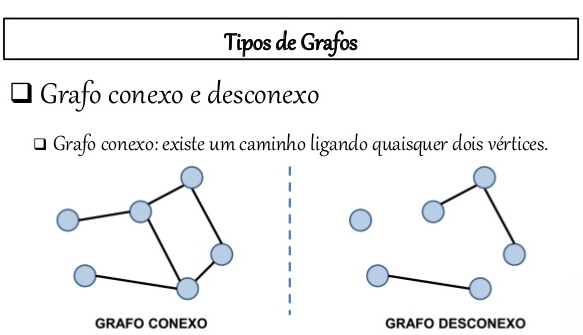 Tipos de Grafos
Grafo conexo e desconexo
Grafo conexo: existe um caminho ligando quaisquer dois vértices.
GRAFO CONEXO
GRAFO DESCONEXO